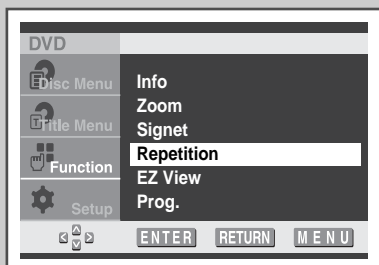 DVD
Disc Menu
Title Menu
Function
Setup
Info
Zoom
Signet
Repetition
EZ View
Prog.
ENTER RETURN MENU